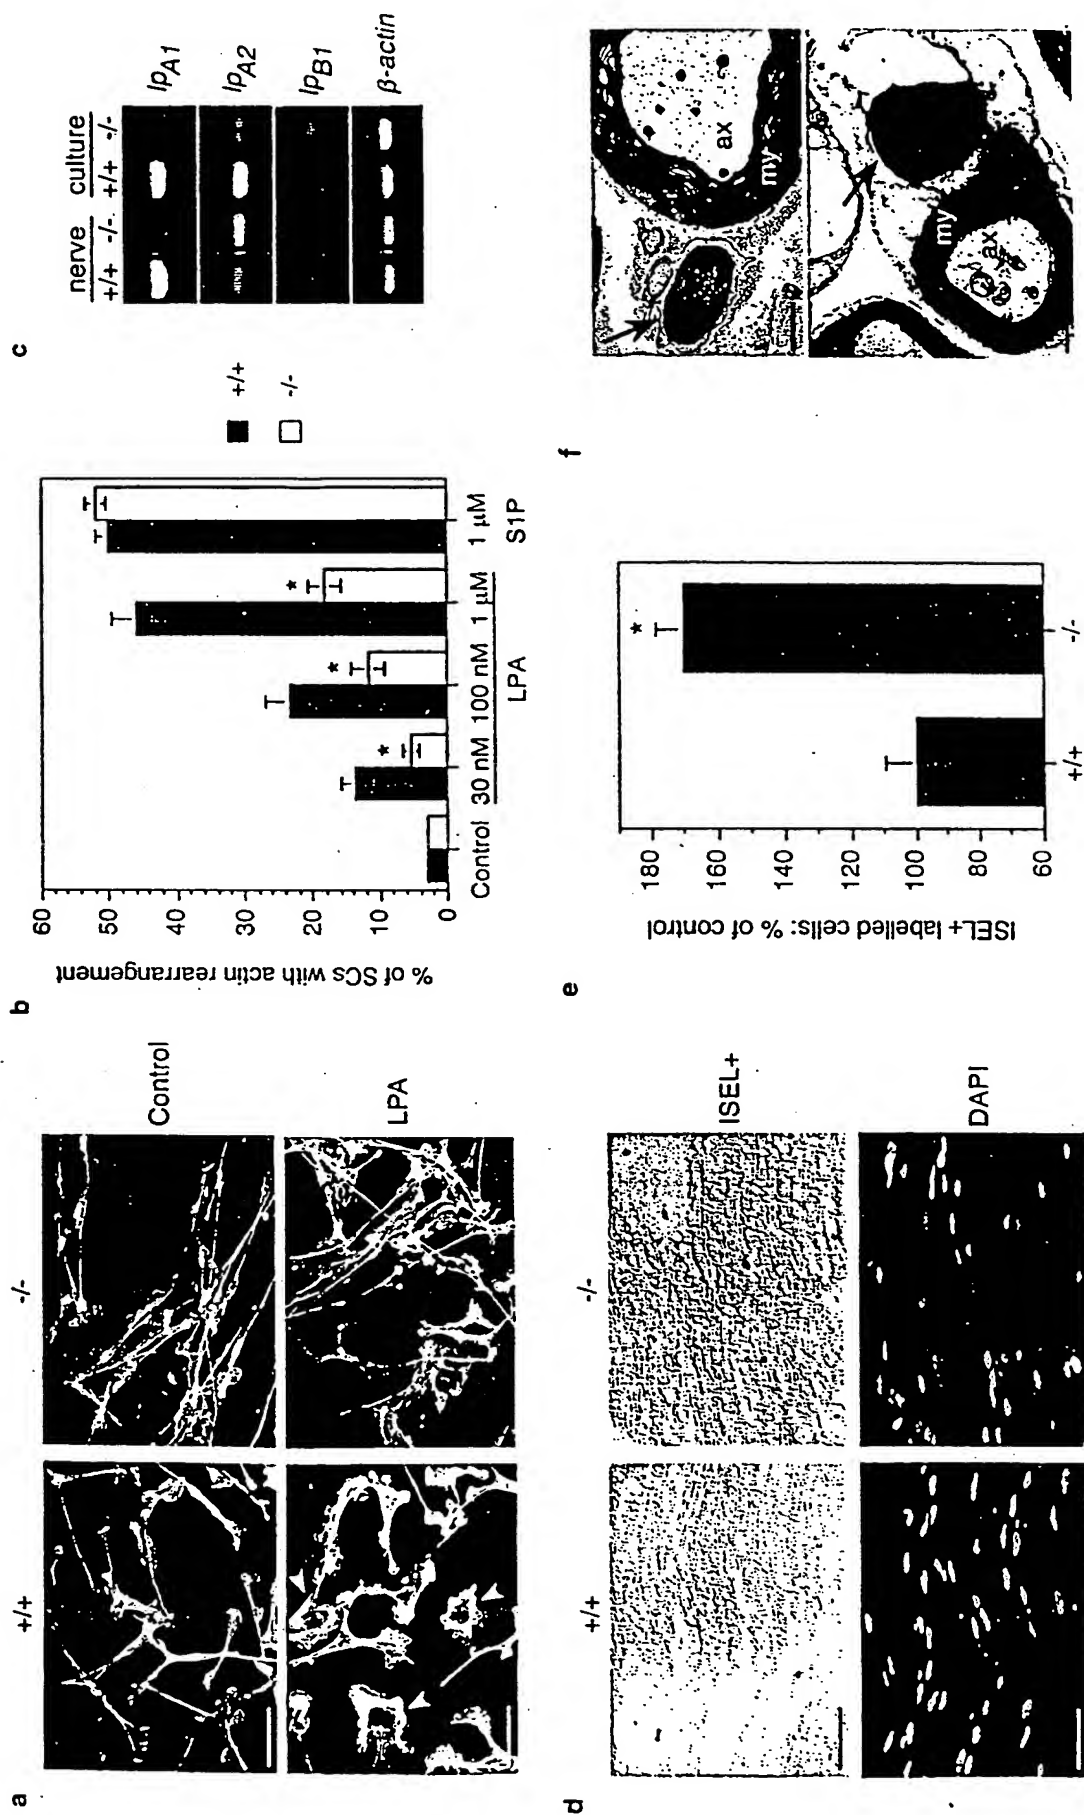 a
+/+ -/-
Control
LPA
b
% of SCs with actin rearrangement
60
50
40
30
20
10
0
Control 30 nM 100 nM 1 µM 1 µM
LPA S1P
+/+
-/-
c
nerve culture
+/+ -/- +/+ -/-
lpA1
lpA2
lpB1
β-actin
d
+/+ -/-
ISEL+
DAPI
e
ISEL+ labelled cells: % of control
180
160
140
120
100
80
60
* * * *
+/+ -/-
f
my ax
my
ax